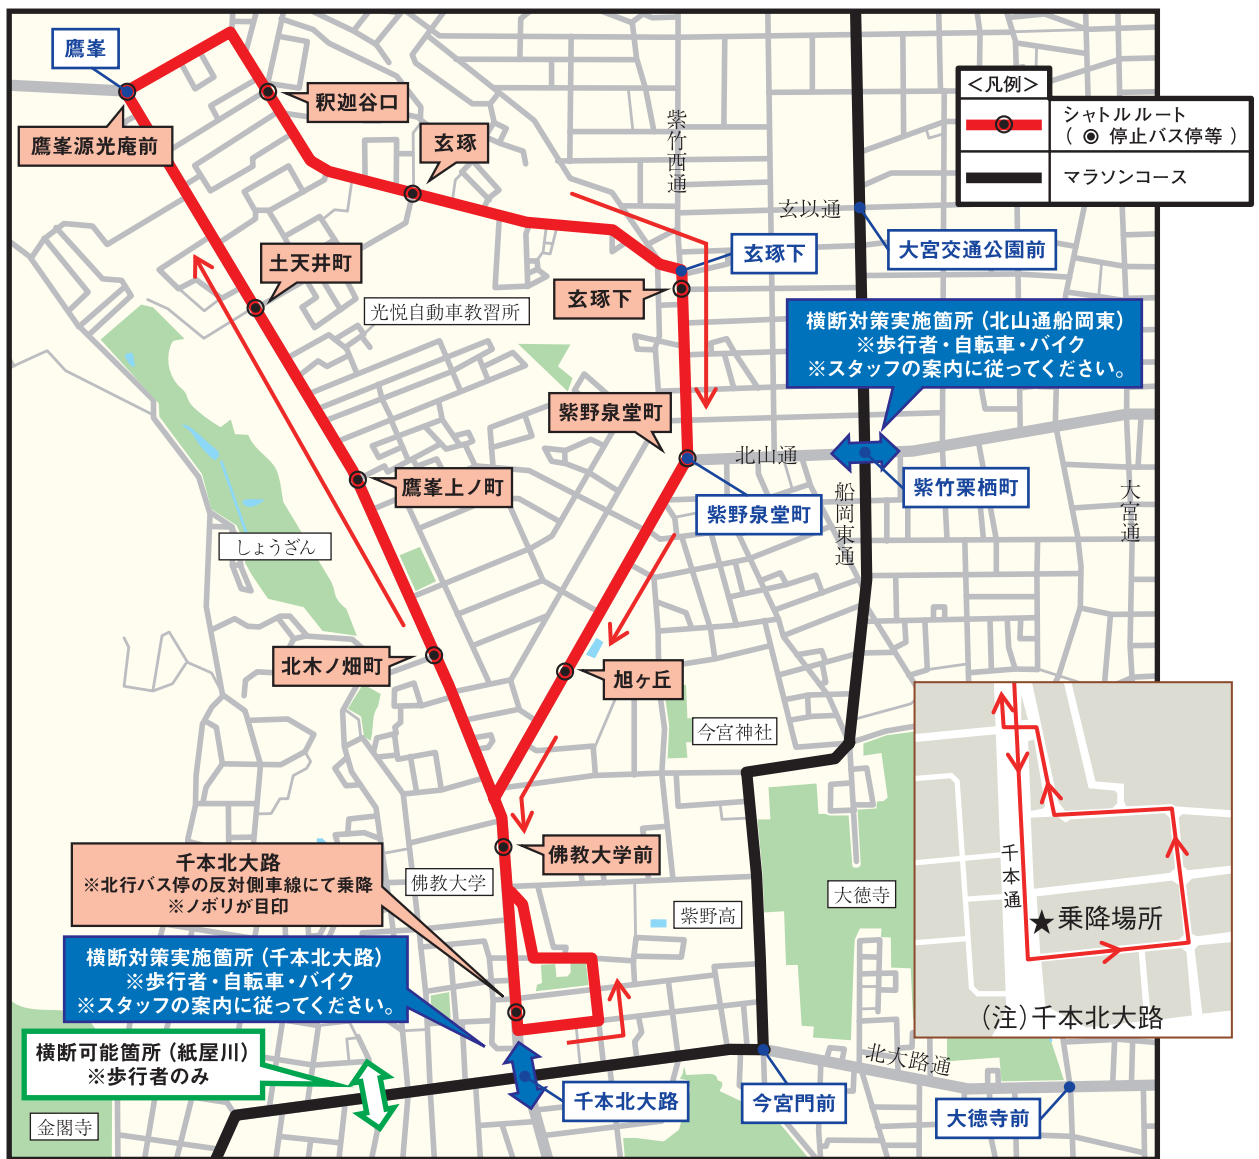 鷹峯
鷹峯源光庵前
釈迦谷口
玄琢
紫竹西通
玄以通
<凡例>
シャトルルート
(◉停止バス停等)
マラソンコース
大宮交通公園前
玄琢下
玄琢下
土天井町
光悦自動車教習所
横断対策実施箇所(北山通船岡東)
※歩行者・自転車・バイク
※スタッフの案内に従ってください。
紫野泉堂町
北山通
鷹峯上ノ町
紫野泉堂町
船岡東通
紫竹栗栖町
大宮通
しょうざん
北木ノ畑町
旭ヶ丘
今宮神社
佛教大学前
千本北大路
※北行バス停の反対側車線にて乗降
※ノボリが目印
佛教大学
紫野高
大徳寺
千本通
★乗降場所
(注)千本北大路
横断対策実施箇所(千本北大路)
※歩行者・自転車・バイク
※スタッフの案内に従ってください。
横断可能箇所(紙屋川)
※歩行者のみ
北大路通
千本北大路
今宮門前
大徳寺前
金閣寺